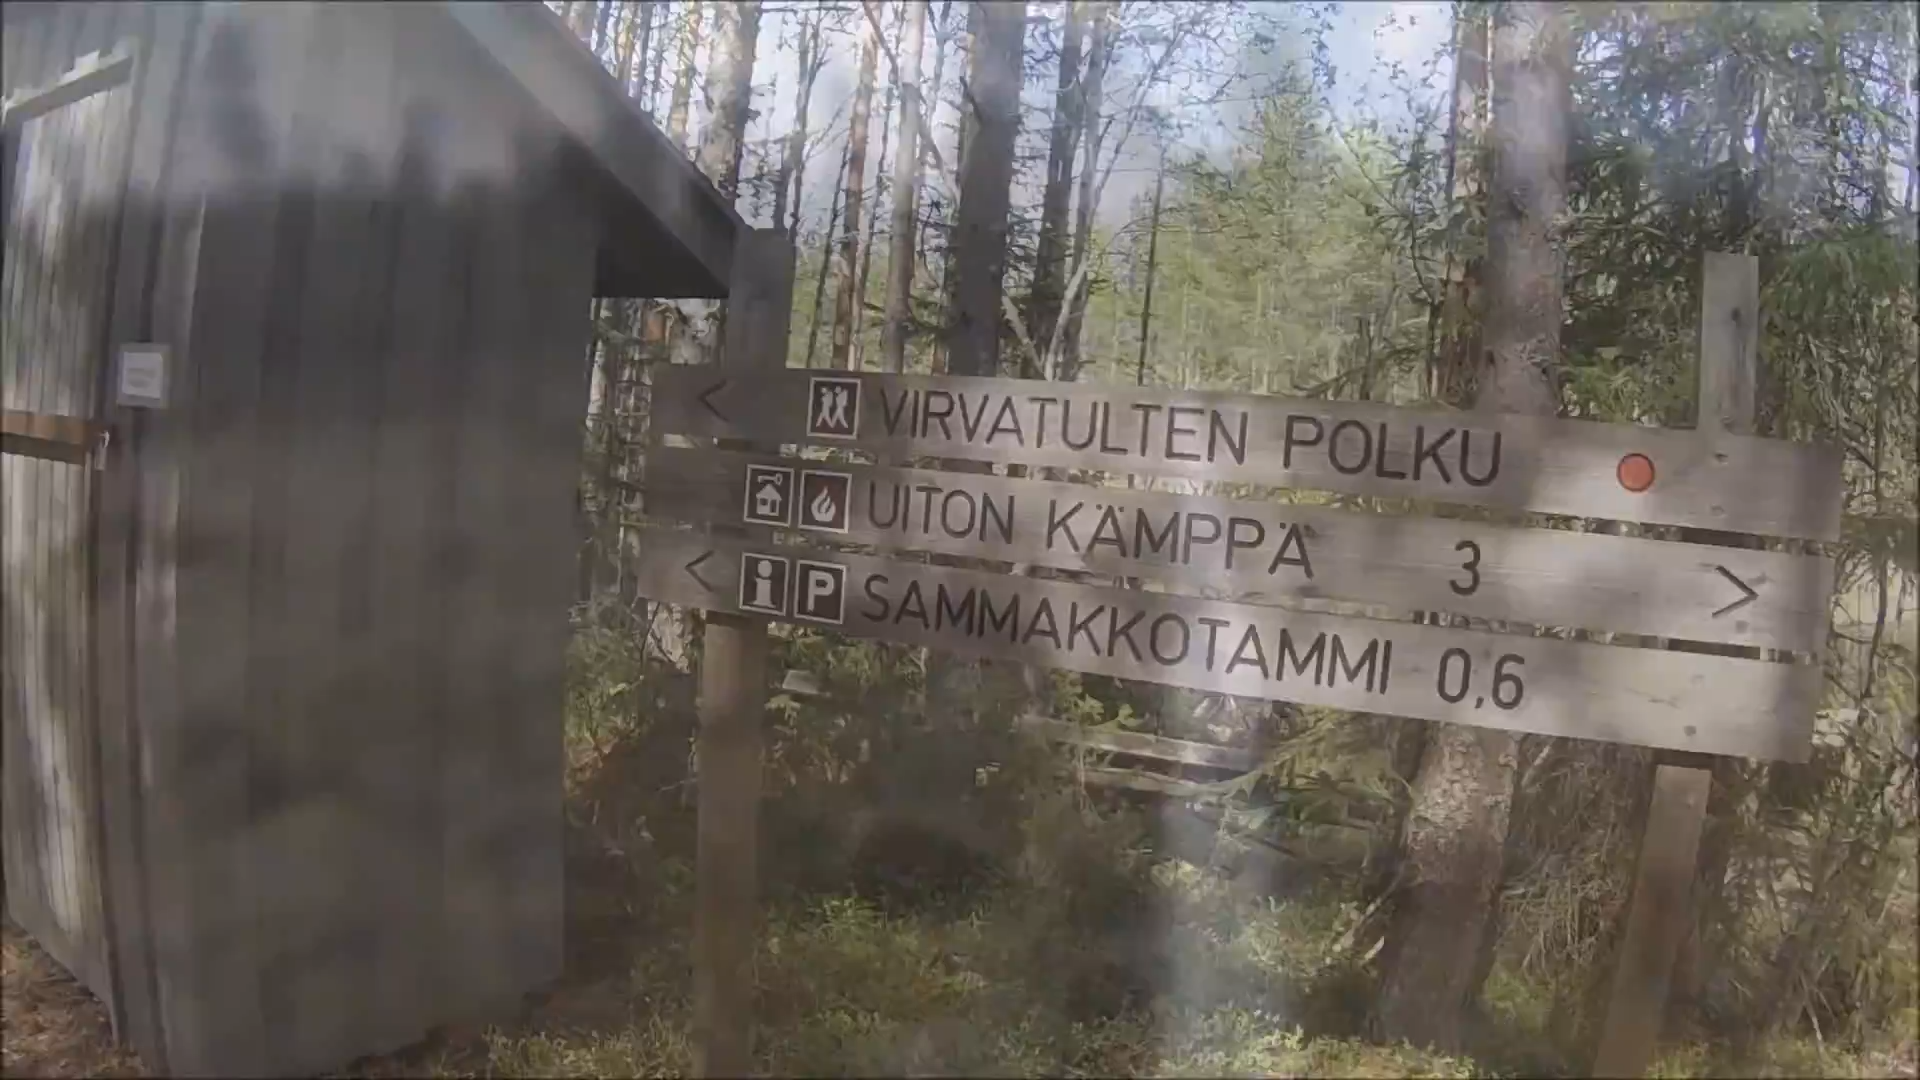 < VIRVATULTEN POLKU
UITON KÄMPPÄ 3 >
< i P SAMMAKKOTAMMI 0,6